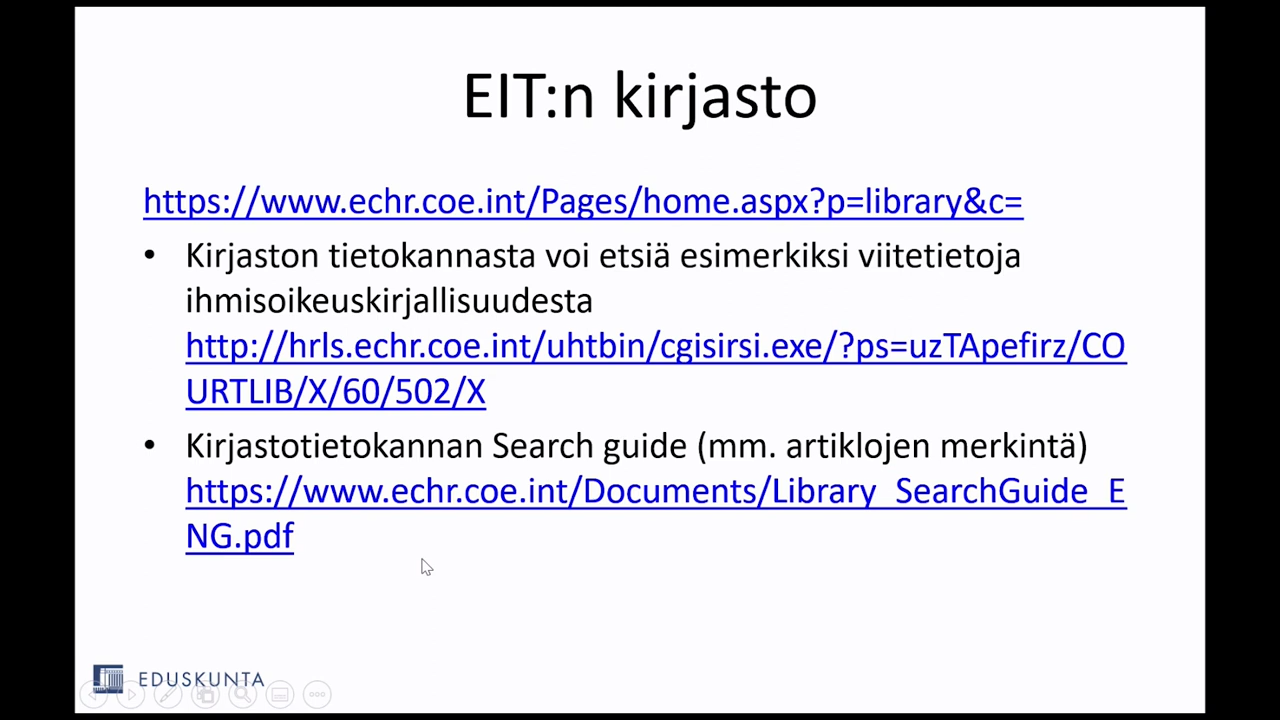 EIT:n kirjasto
https://www.echr.coe.int/Pages/home.aspx?p=library&c=
• Kirjaston tietokannasta voi etsiä esimerkiksi viitetietoja
ihmisoikeuskirjallisuudesta
http://hrls.echr.coe.int/uhtbin/cgisirsi.exe/?ps=uzTApefirz/CO
URTLIB/X/60/502/X
• Kirjastotietokannan Search guide (mm. artiklojen merkintä)
https://www.echr.coe.int/Documents/Library_SearchGuide_E
NG.pdf
EDUSKUNTA